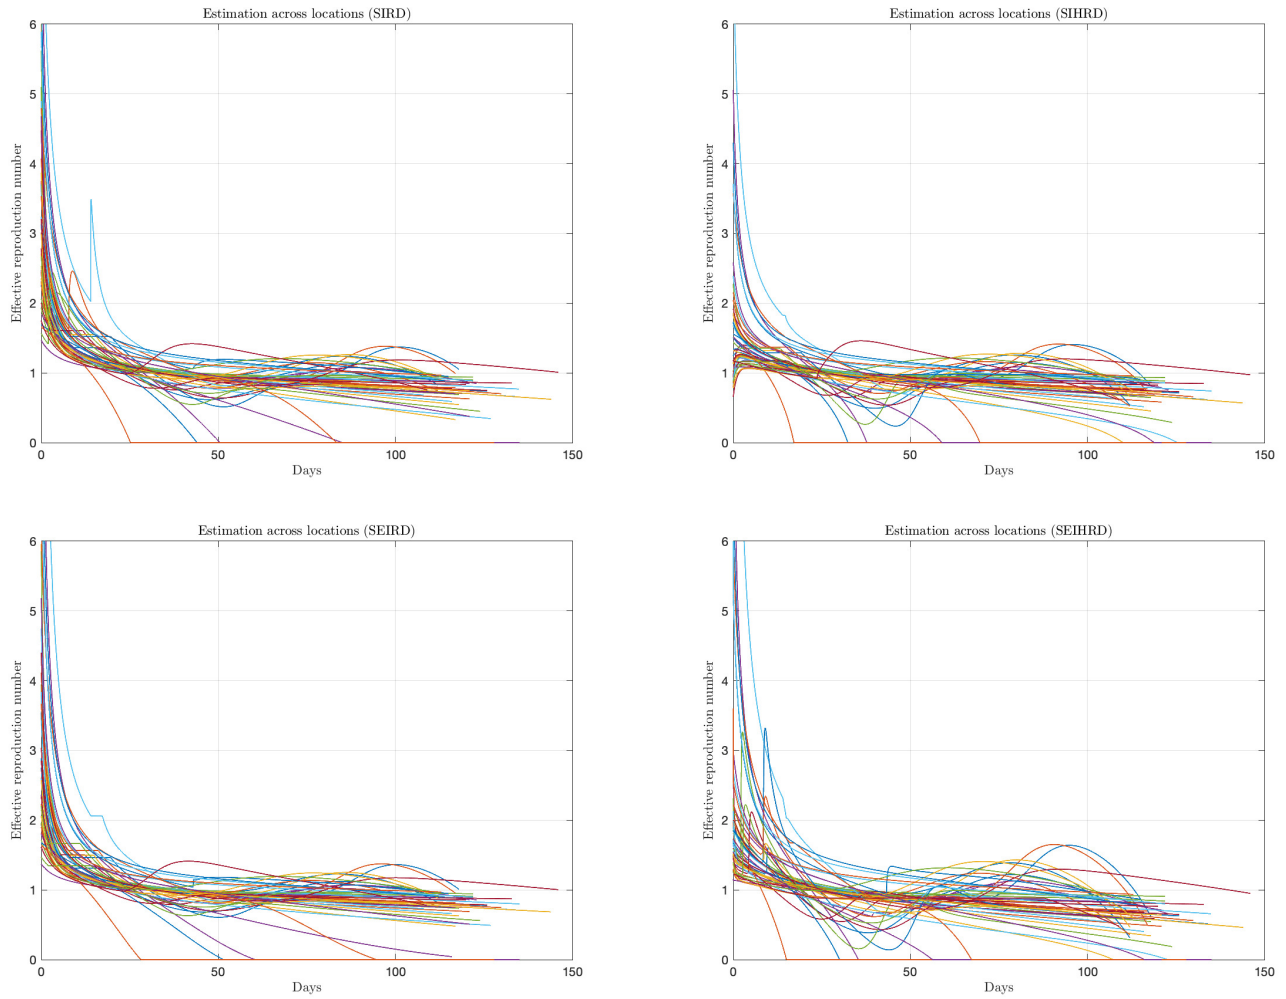 Estimation across locations (SIRD)
6
5
4
3
2
1
0
Effective reproduction number
0 50 100 150
Days
Estimation across locations (SIHRD)
6
5
4
3
2
1
0
Effective reproduction number
0 50 100 150
Days
Estimation across locations (SEIRD)
6
5
4
3
2
1
0
Effective reproduction number
0 50 100 150
Days
Estimation across locations (SEIHRD)
6
5
4
3
2
1
0
Effective reproduction number
0 50 100 150
Days